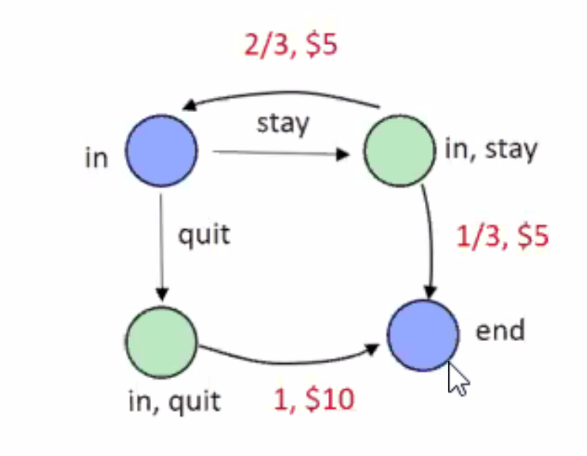 2/3, $5
stay
in
in, stay
quit
1/3, $5
end
in, quit
1, $10